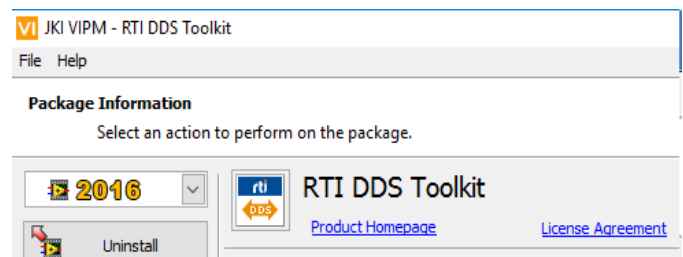 VI JKI VIPM - RTI DDS Toolkit
File Help
Package Information
Select an action to perform on the package.
2016
rti
DDS
RTI DDS Toolkit
Product Homepage License Agreement
Uninstall